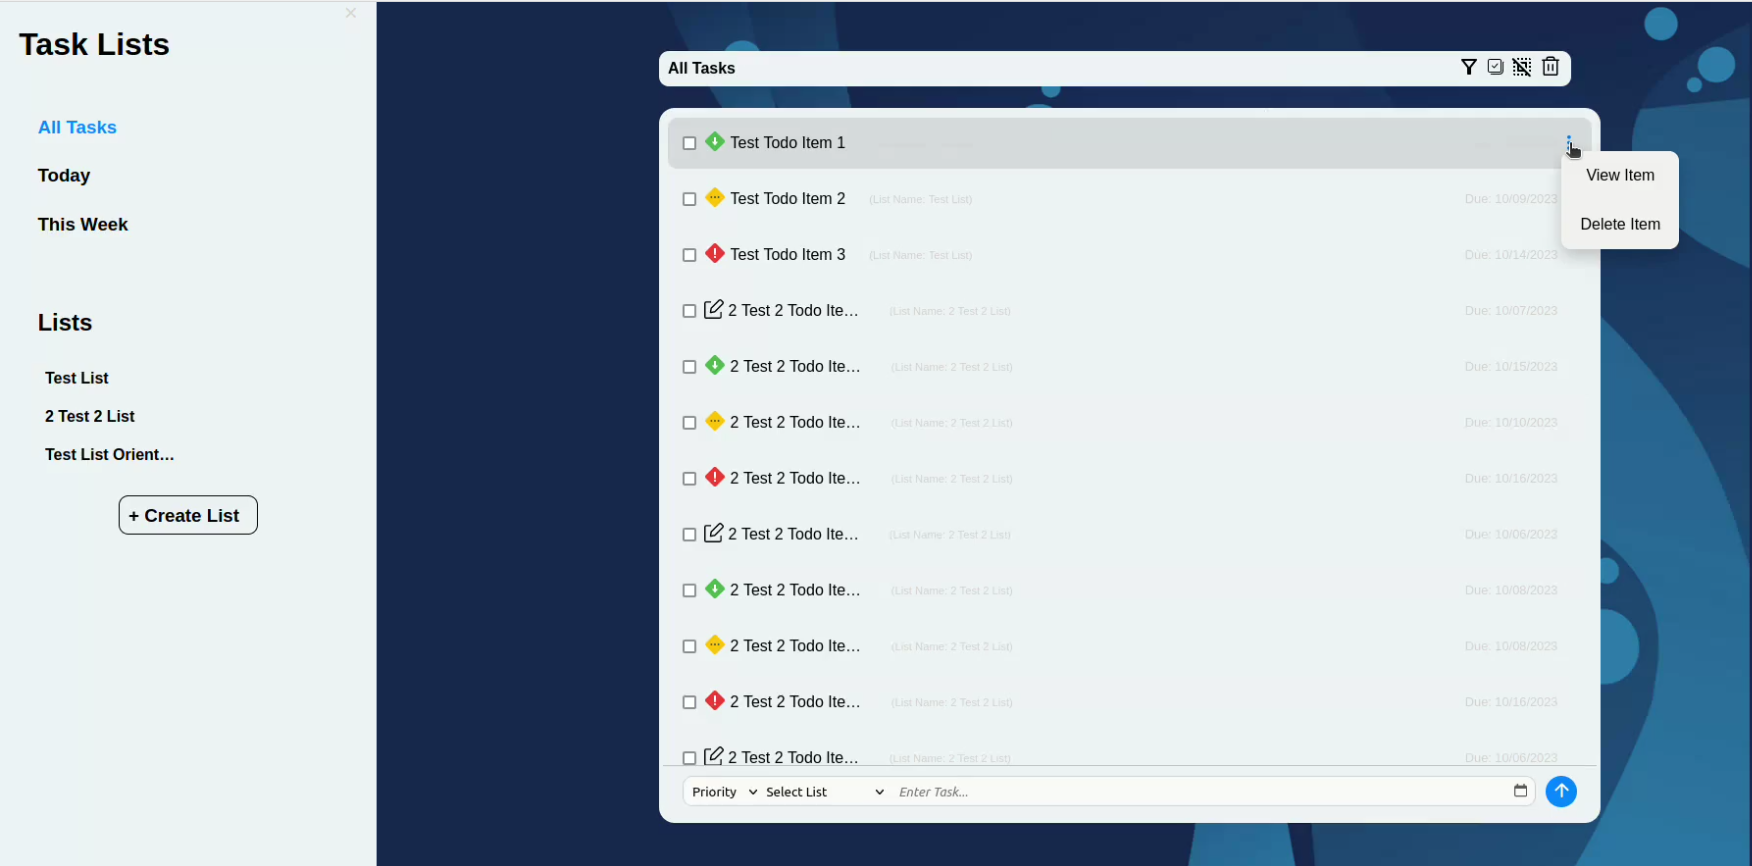 Task Lists
All Tasks
Today
This Week
Lists
Test List
2 Test 2 List
Test List Orient...
+ Create List
All Tasks
Test Todo Item 1
View Item
Delete Item
Test Todo Item 2 (List Name: Test List) Due: 10/09/2023
Test Todo Item 3 (List Name: Test List) Due: 10/14/2023
2 Test 2 Todo Ite... (List Name: 2 Test 2 List) Due: 10/07/2023
2 Test 2 Todo Ite... (List Name: 2 Test 2 List) Due: 10/15/2023
2 Test 2 Todo Ite... (List Name: 2 Test 2 List) Due: 10/10/2023
2 Test 2 Todo Ite... (List Name: 2 Test 2 List) Due: 10/16/2023
2 Test 2 Todo Ite... (List Name: 2 Test 2 List) Due: 10/06/2023
2 Test 2 Todo Ite... (List Name: 2 Test 2 List) Due: 10/08/2023
2 Test 2 Todo Ite... (List Name: 2 Test 2 List) Due: 10/08/2023
2 Test 2 Todo Ite... (List Name: 2 Test 2 List) Due: 10/16/2023
2 Test 2 Todo Ite... (List Name: 2 Test 2 List) Due: 10/06/2023
Priority Select List Enter Task...